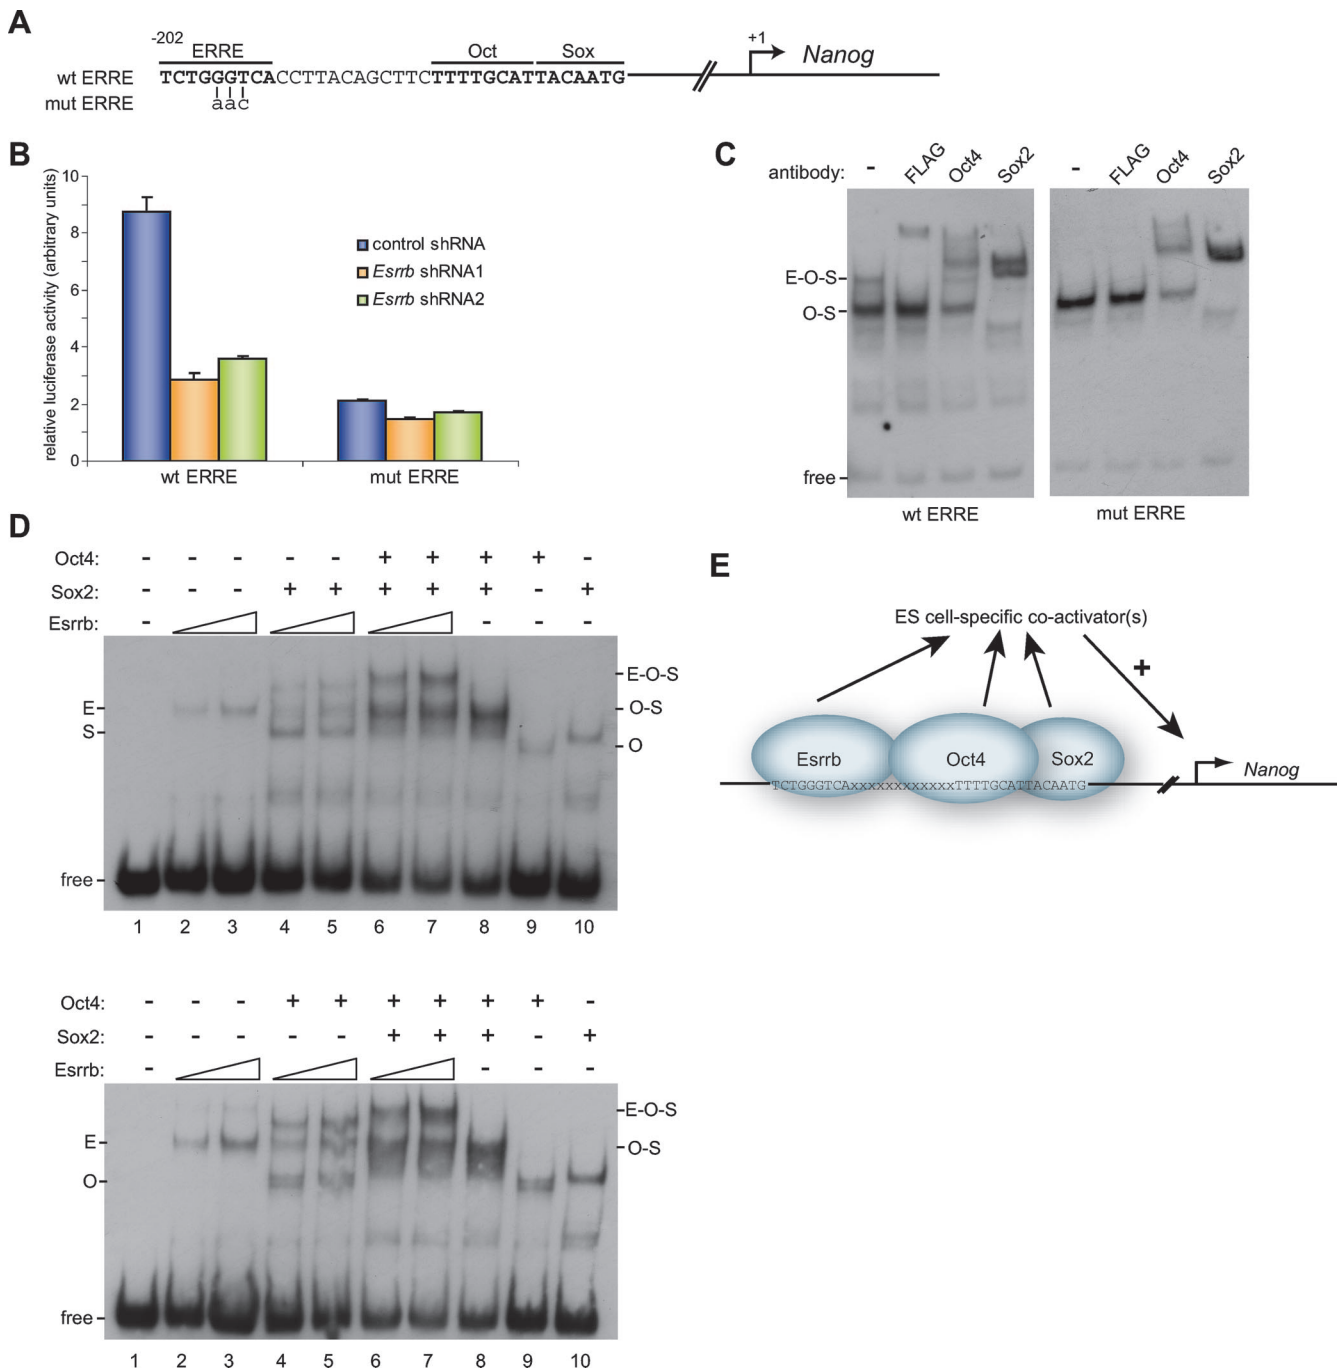 A
-202
ERRE Oct Sox +1 Nanog
wt ERRE TCTGGGTCACCTTACAGCTTCTTTTGCATTACAATG
mut ERRE aac
B
relative luciferase activity (arbitrary units)
10
8
6
4
2
0
control shRNA
Esrrb shRNA1
Esrrb shRNA2
wt ERRE mut ERRE
C
antibody: - FLAG Oct4 Sox2 - FLAG Oct4 Sox2
E-O-S
O-S
free
wt ERRE mut ERRE
D
Oct4: - - - - - + + + + -
Sox2: - - - + + + + + - +
Esrrb: - - - -
E-O-S
E O-S
S O
free
1 2 3 4 5 6 7 8 9 10
Oct4: - - - + + + + + + -
Sox2: - - - - - + + + - +
Esrrb: - - - -
E-O-S
E O-S
O
free
1 2 3 4 5 6 7 8 9 10
E
ES cell-specific co-activator(s)
+
Esrrb Oct4 Sox2 Nanog
TCTGGGTCAxxxxxxxxxxxxTTTTGCATTACAATG